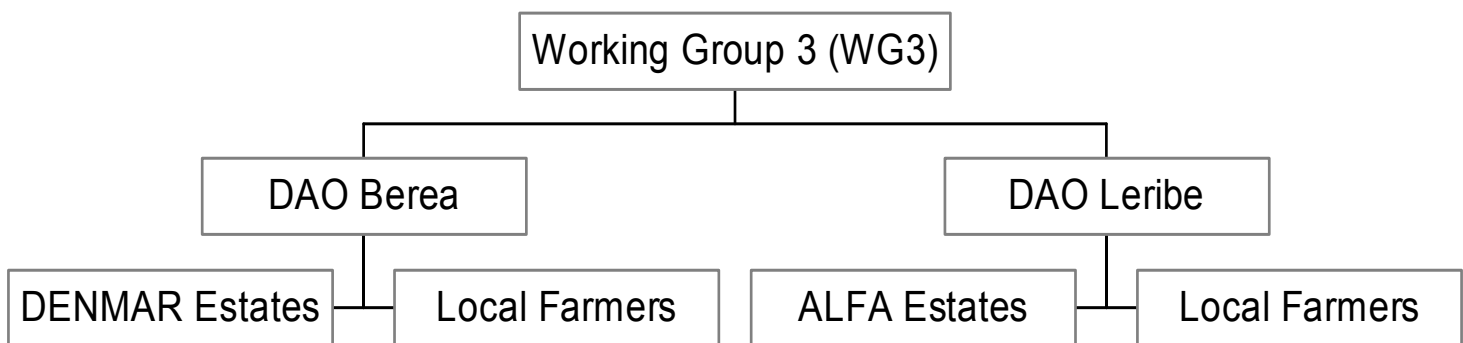 Working Group 3 (WG3)
DAO Berea
DAO Leribe
DENMAR Estates
Local Farmers
ALFA Estates
Local Farmers